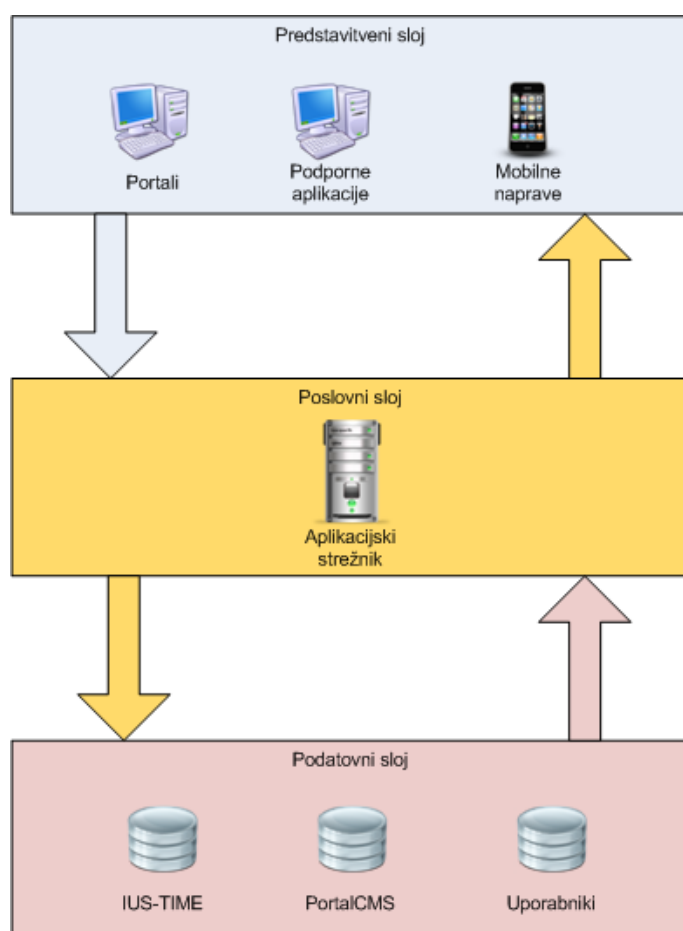 Predstavitveni sloj
Portali
Podporne
aplikacije
Mobilne
naprave
Poslovni sloj
Aplikacijski
strežnik
Podatovni sloj
IUS-TIME
PortalCMS
Uporabniki